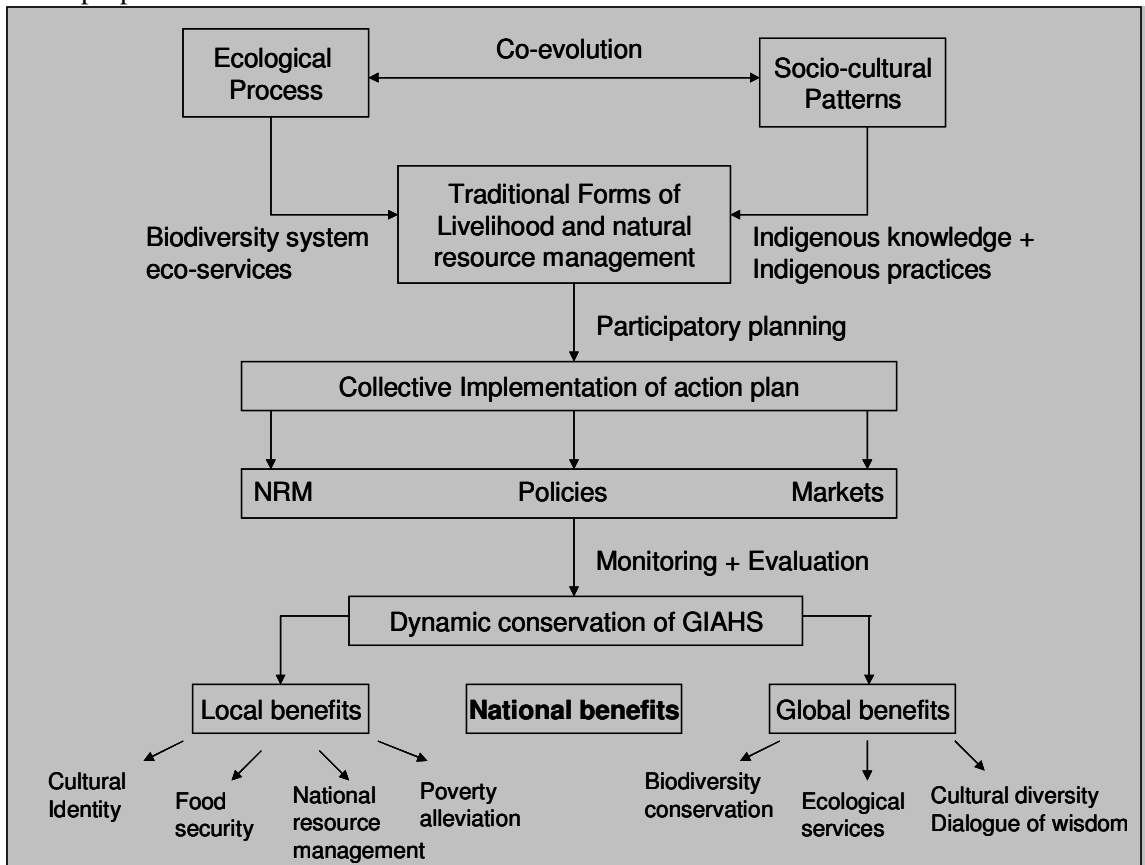 Co-evolution
Ecological
Process
Socio-cultural
Patterns
Traditional Forms of
Livelihood and natural
resource management
Biodiversity system
eco-services
Indigenous knowledge +
Indigenous practices
Participatory planning
Collective Implementation of action plan
NRM
Policies
Markets
Monitoring + Evaluation
Dynamic conservation of GIAHS
Local benefits
National benefits
Global benefits
Cultural
Identity
Food
security
National
resource
management
Poverty
alleviation
Biodiversity
conservation
Ecological
services
Cultural diversity
Dialogue of wisdom